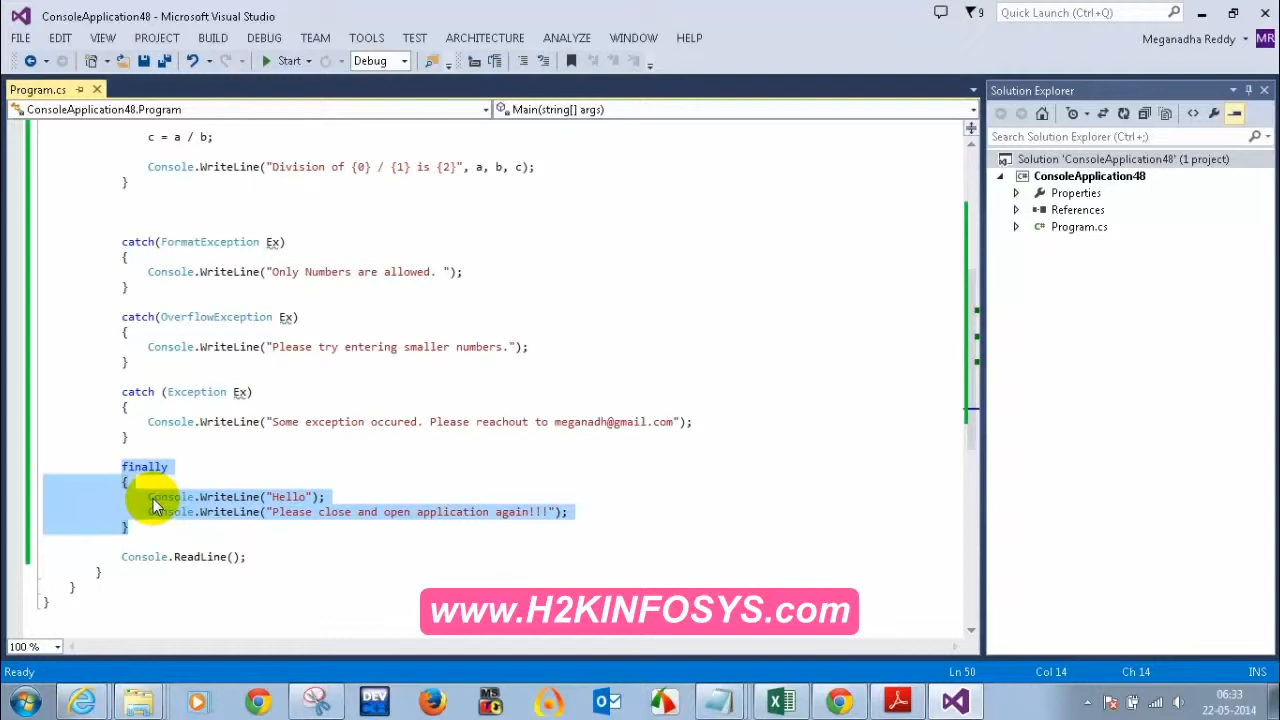 ConsoleApplication48 - Microsoft Visual Studio
9
Quick Launch (Ctrl+Q)
FILE EDIT VIEW PROJECT BUILD DEBUG TEAM TOOLS TEST ARCHITECTURE ANALYZE WINDOW HELP
Meganadha Reddy MR
Start Debug
Program.cs
Solution Explorer
ConsoleApplication48.Program
Main(string[] args)
c = a / b;
Console.WriteLine("Division of {0} / {1} is {2}", a, b, c);
}
catch(FormatException Ex)
{
Console.WriteLine("Only Numbers are allowed. ");
}
catch(OverflowException Ex)
{
Console.WriteLine("Please try entering smaller numbers.");
}
catch (Exception Ex)
{
Console.WriteLine("Some exception occured. Please reachout to meganadh@gmail.com");
}
finally
{
Console.WriteLine("Hello");
Console.WriteLine("Please close and open application again!!!");
}
Console.ReadLine();
}
}
}
Search Solution Explorer (Ctrl+;)
Solution 'ConsoleApplication48' (1 project)
ConsoleApplication48
Properties
References
Program.cs
www.H2KINFOSYS.com
100 %
Ready
Ln 50
Col 14
Ch 14
INS
DEV
MS
06:33
22-05-2014